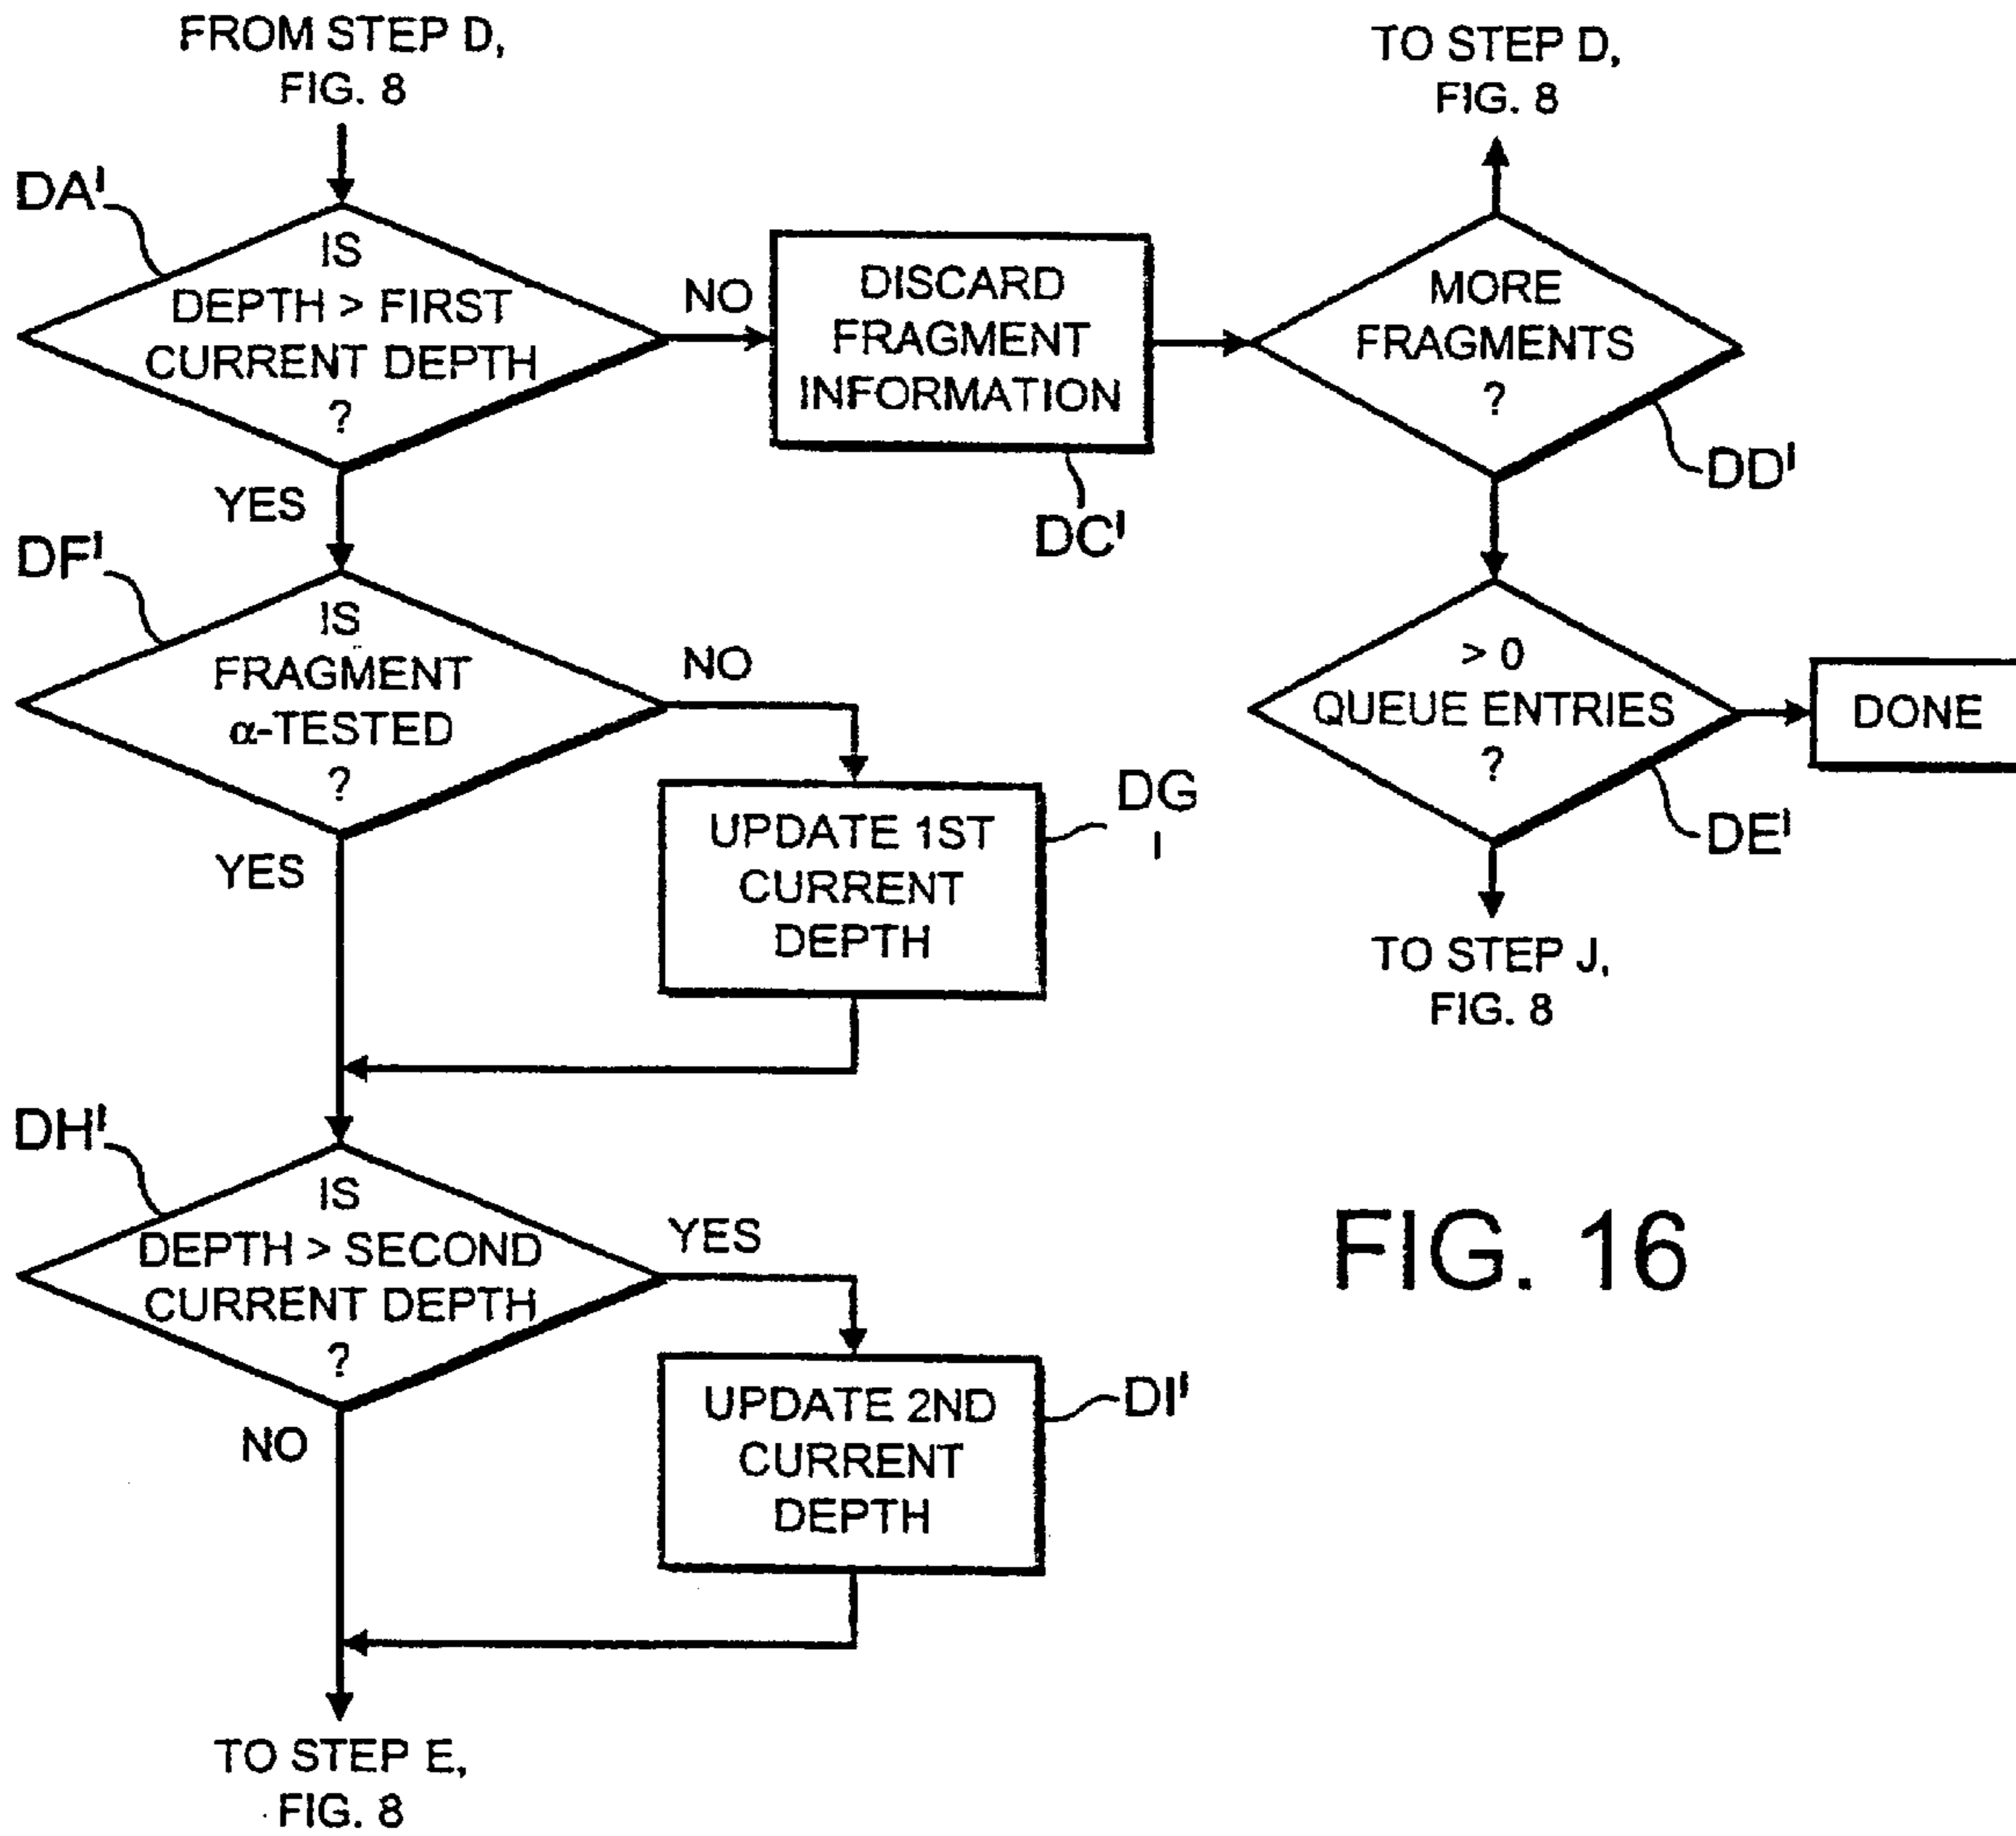 FROM STEP D,
FIG. 8
DA'
IS
DEPTH > FIRST
CURRENT DEPTH
?
NO
YES
DISCARD
FRAGMENT
INFORMATION
DC'
TO STEP D,
FIG. 8
MORE
FRAGMENTS
?
DD'
> 0
QUEUE ENTRIES
?
DE'
DONE
TO STEP J,
FIG. 8
DF'
IS
FRAGMENT
α-TESTED
?
NO
YES
UPDATE 1ST
CURRENT
DEPTH
DG
'
DH'
IS
DEPTH > SECOND
CURRENT DEPTH
?
YES
NO
UPDATE 2ND
CURRENT
DEPTH
DI'
TO STEP E,
FIG. 8
FIG. 16